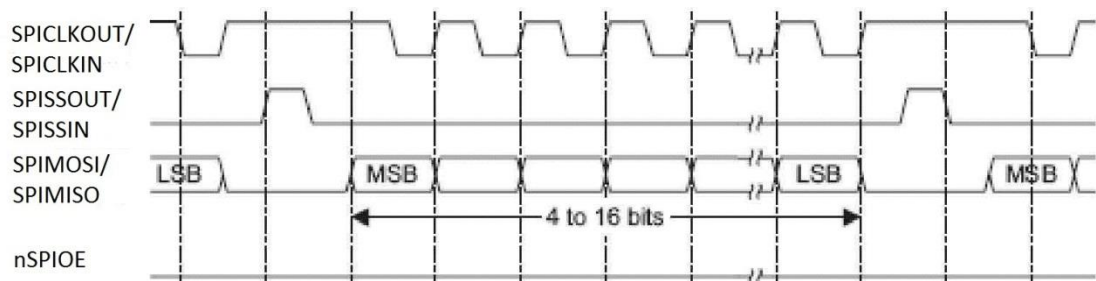 SPICLKOUT/
SPICLKIN
SPISSOUT/
SPISSIN
SPIMOSI/
SPIMISO
LSB
MSB
LSB
MSB
4 to 16 bits
nSPIOE